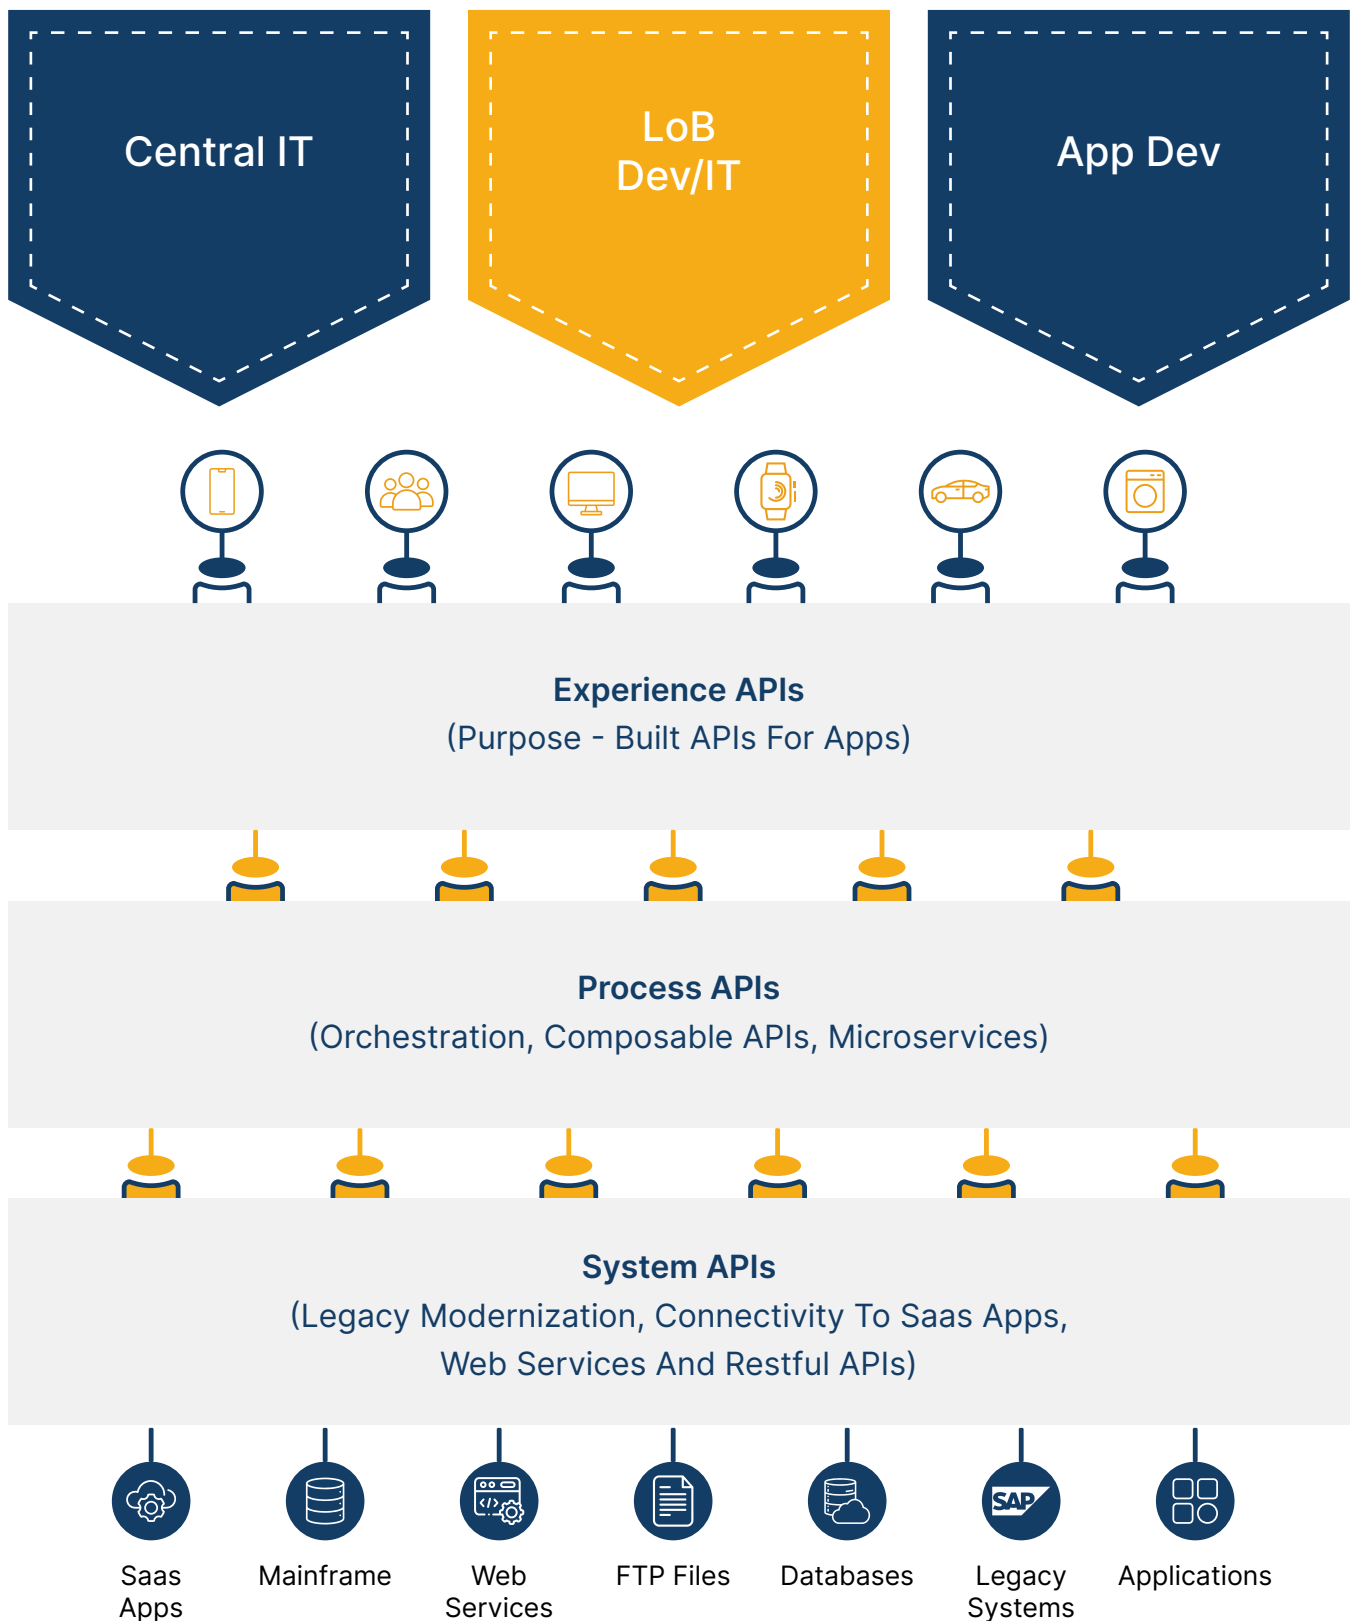 Central IT
LoB
Dev/IT
App Dev
Experience APIs
(Purpose - Built APIs For Apps)
Process APIs
(Orchestration, Composable APIs, Microservices)
System APIs
(Legacy Modernization, Connectivity To Saas Apps,
Web Services And Restful APIs)
</>
SAP
Saas
Apps
Mainframe
Web
Services
FTP Files
Databases
Legacy
Systems
Applications